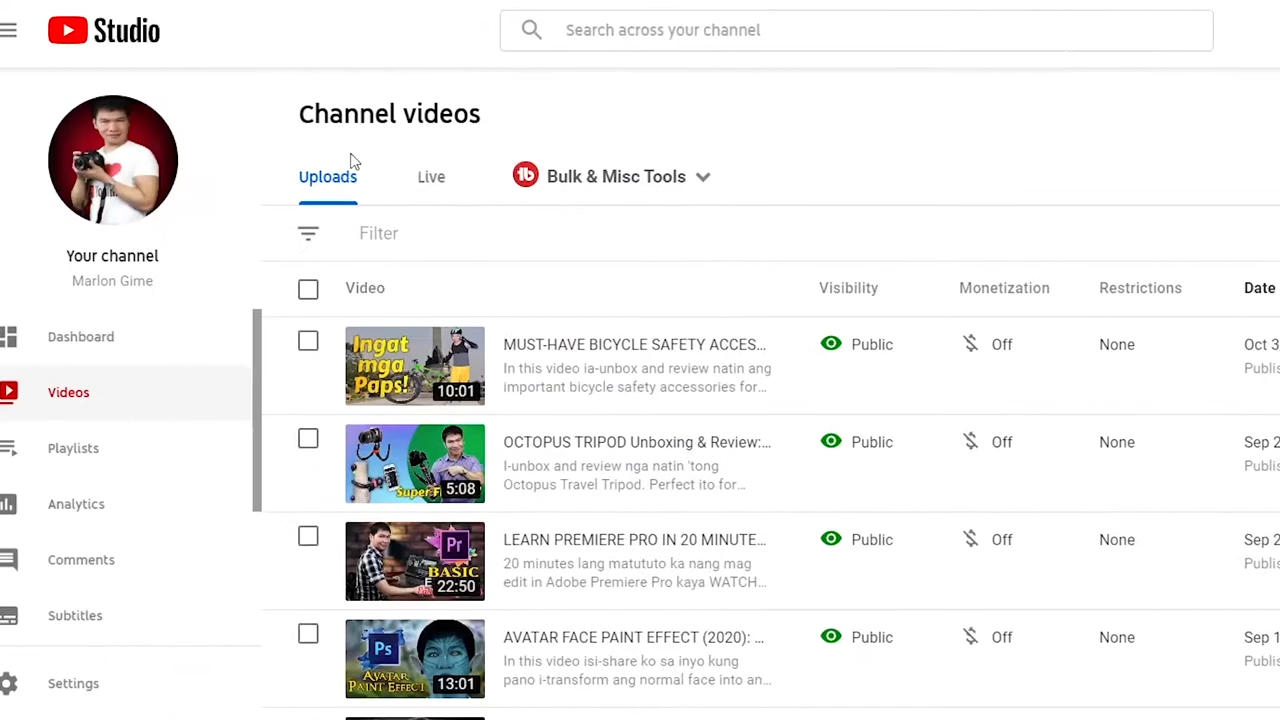 Studio
Search across your channel
Channel videos
Uploads
Live
Bulk & Misc Tools
Filter
Your channel
Marlon Gime
Dashboard
Videos
Playlists
Analytics
Comments
Subtitles
Settings
Video
Visibility
Monetization
Restrictions
Date
Ingat
mga
Paps!
10:01
MUST-HAVE BICYCLE SAFETY ACCES...
In this video ia-unbox and review natin ang
important bicycle safety accessories for...
Public
Off
None
Oct 3
Publis
5:08
OCTOPUS TRIPOD Unboxing & Review:...
I-unbox and review nga natin 'tong
Octopus Travel Tripod. Perfect ito for...
Public
Off
None
Sep 2
Publis
Pr
BASIC
22:50
LEARN PREMIERE PRO IN 20 MINUTE...
20 minutes lang matututo ka nang mag
edit in Adobe Premiere Pro kaya WATCH...
Public
Off
None
Sep 2
Publis
Ps
AVATAR
PAINT EFFECT
13:01
AVATAR FACE PAINT EFFECT (2020): ...
In this video isi-share ko sa inyo kung
pano i-transform ang normal face into an...
Public
Off
None
Sep 1
Publis